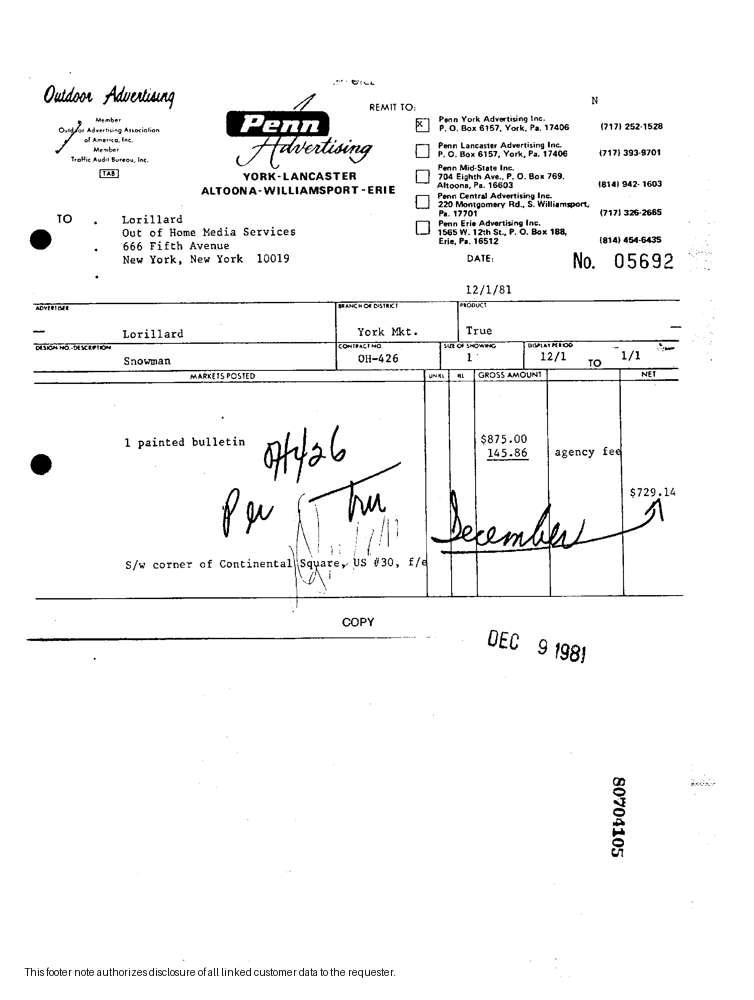 Outdoor Advertising
Member
Outdoor Advertising Association
of America, Inc.
Member
Traffic Audit Bureau, Inc.
TAB
Penn
Advertising
YORK-LANCASTER
ALTOONA-WILLIAMSPORT-ERIE
REMIT TO:
N
X Penn York Advertising Inc.
P. O. Box 6157, York, Pa. 17406 (717) 252-1528
Penn Lancaster Advertising Inc.
P. O. Box 6157, York, Pa. 17406 (717) 393-9701
Penn Mid-State Inc.
704 Eighth Ave., P. O. Box 769.
Altoona, Pa. 16603 (814) 942-1603
Penn Central Advertising Inc.
220 Montgomery Rd., S. Williamsport,
Pa. 17701 (717) 326-2665
Penn Erie Advertising Inc.
1565 W. 12th St., P. O. Box 188,
Erie, Pa. 16512 (814) 454-6435
TO
Lorillard
Out of Home Media Services
666 Fifth Avenue
New York, New York 10019
DATE:
No. 05692
12/1/81
ADVERTISER BRANCH OR DISTRICT PRODUCT
Lorillard York Mkt. True
DESIGN NO.-DESCRIPTION CONTRACT NO. SIZE OF SHOWING DISPLAY PERIOD
Snowman OH-426 1 12/1 TO 1/1
MARKETS POSTED UNILL ILL GROSS AMOUNT NET
1 painted bulletin $875.00
145.86 agency fee
OH426
$729.14
Per Tru
December
S/w corner of Continental Square, US #30, f/e
COPY
DEC 9 1981
80704105
This footer note authorizes disclosure of all linked customer data to the requester.